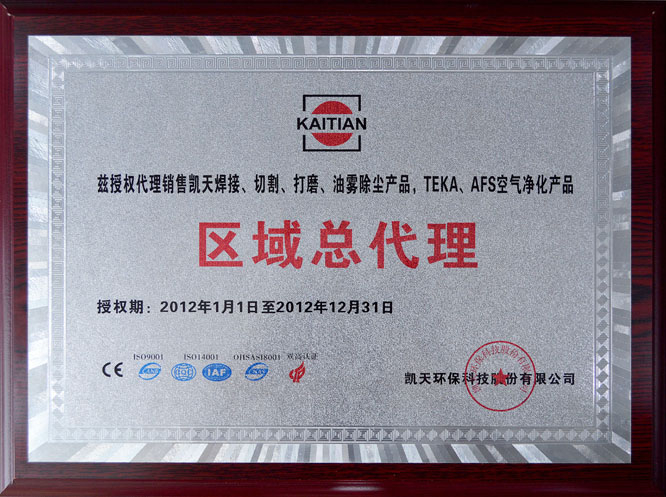 KAITIAN
兹授权代理销售凯天焊接、切割、打磨、油雾除尘产品，TEKA、AFS空气净化产品
区域总代理
授权期：2012年1月1日至2012年12月31日
ISO9001 ISO14001 OHSAS18001 双高认证
CE IAF
凯天环保科技股份有限公司